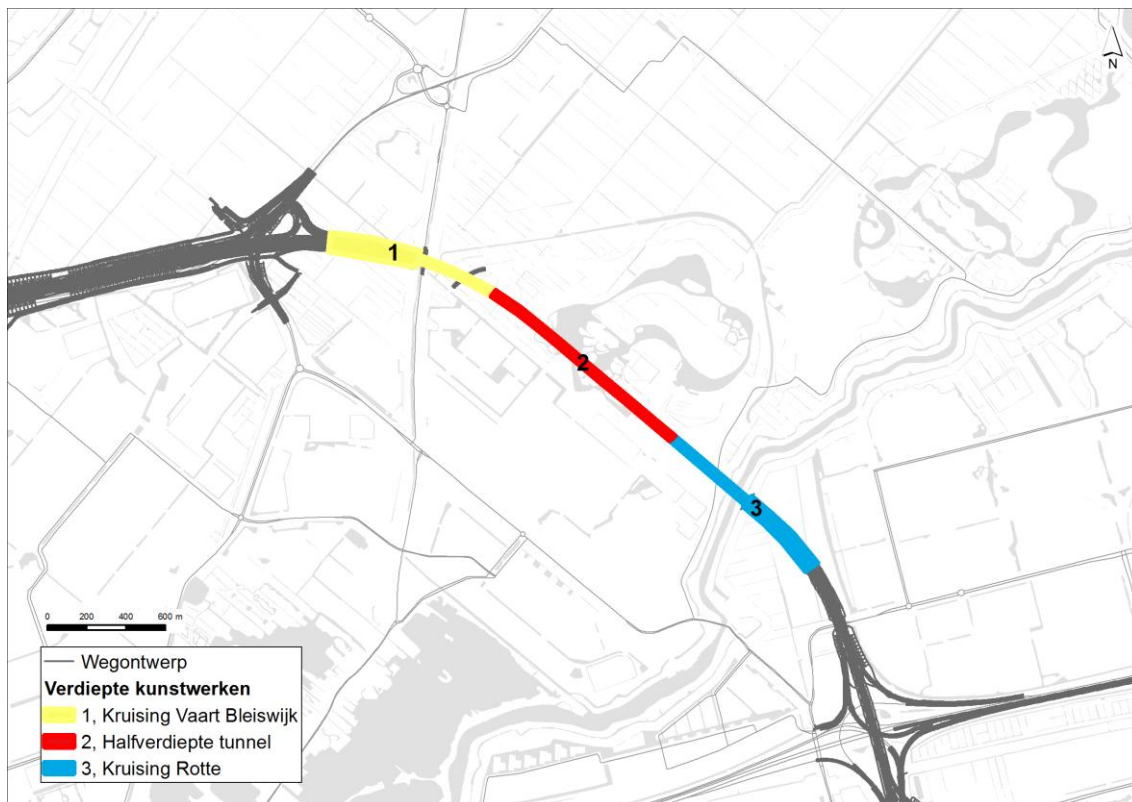 N
1
2
3
0 200 400 600 m
Wegontwerp
Verdiepte kunstwerken
1, Kruising Vaart Bleiswijk
2, Halfverdiepte tunnel
3, Kruising Rotte